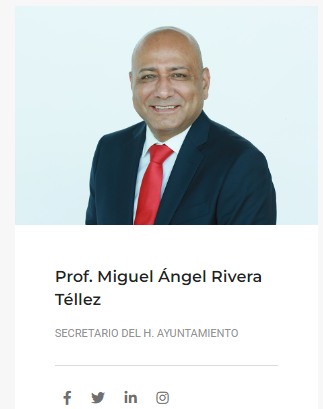 Prof. Miguel Ángel Rivera
Téllez
SECRETARIO DEL H. AYUNTAMIENTO